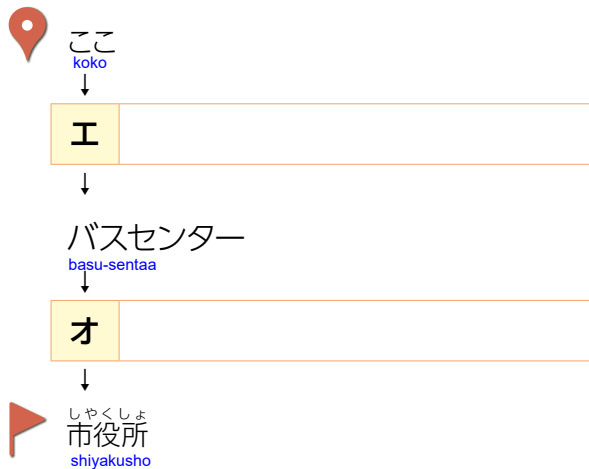 ここ
koko
エ
バスセンター
basu-sentaa
オ
しやくしょ
市役所
shiyakusho